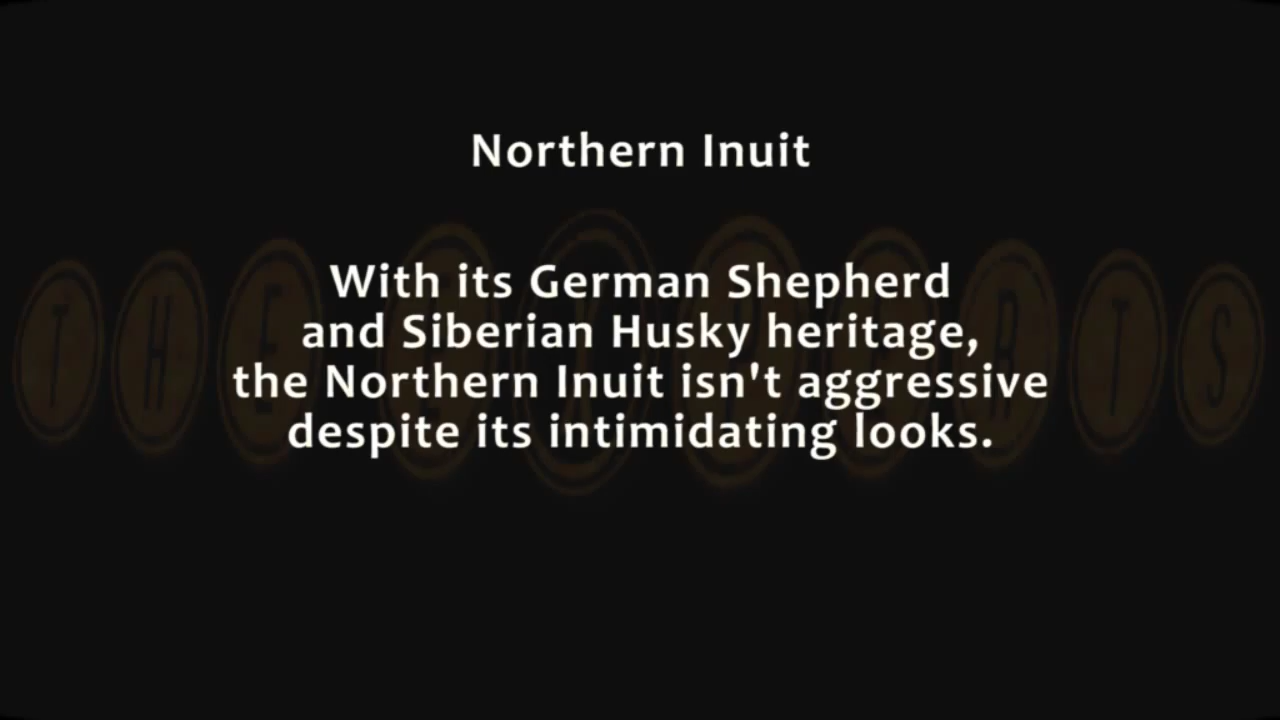 Northern Inuit
With its German Shepherd
and Siberian Husky heritage,
the Northern Inuit isn't aggressive
despite its intimidating looks.
THE